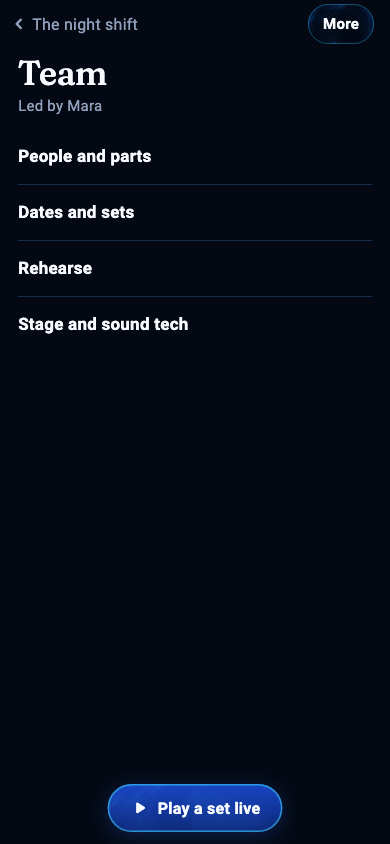 The night shift
More
Team
Led by Mara
People and parts
Dates and sets
Rehearse
Stage and sound tech
Play a set live